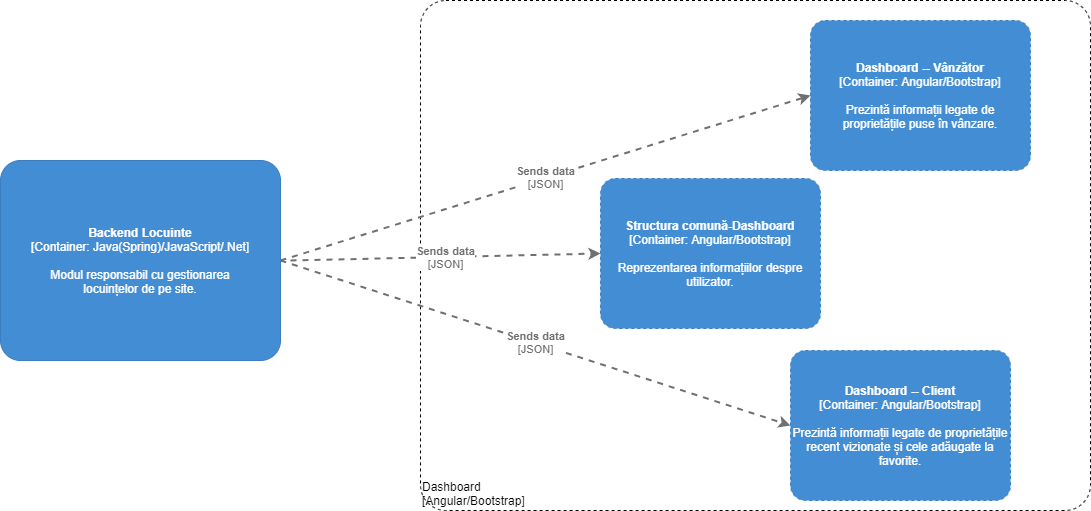 Dashboard – Vânzător
[Container: Angular/Bootstrap]
Prezintă informații legate de
proprietățile puse în vânzare.
Sends data
[JSON]
Backend Locuinte
[Container: Java(Spring)/JavaScript/.Net]
Modul responsabil cu gestionarea
locuințelor de pe site.
Sends data
[JSON]
Structura comună-Dashboard
[Container: Angular/Bootstrap]
Reprezentarea informațiilor despre
utilizator.
Sends data
[JSON]
Dashboard – Client
[Container: Angular/Bootstrap]
Prezintă informații legate de proprietățile
recent vizionate și cele adăugate la
favorite.
Dashboard
[Angular/Bootstrap]